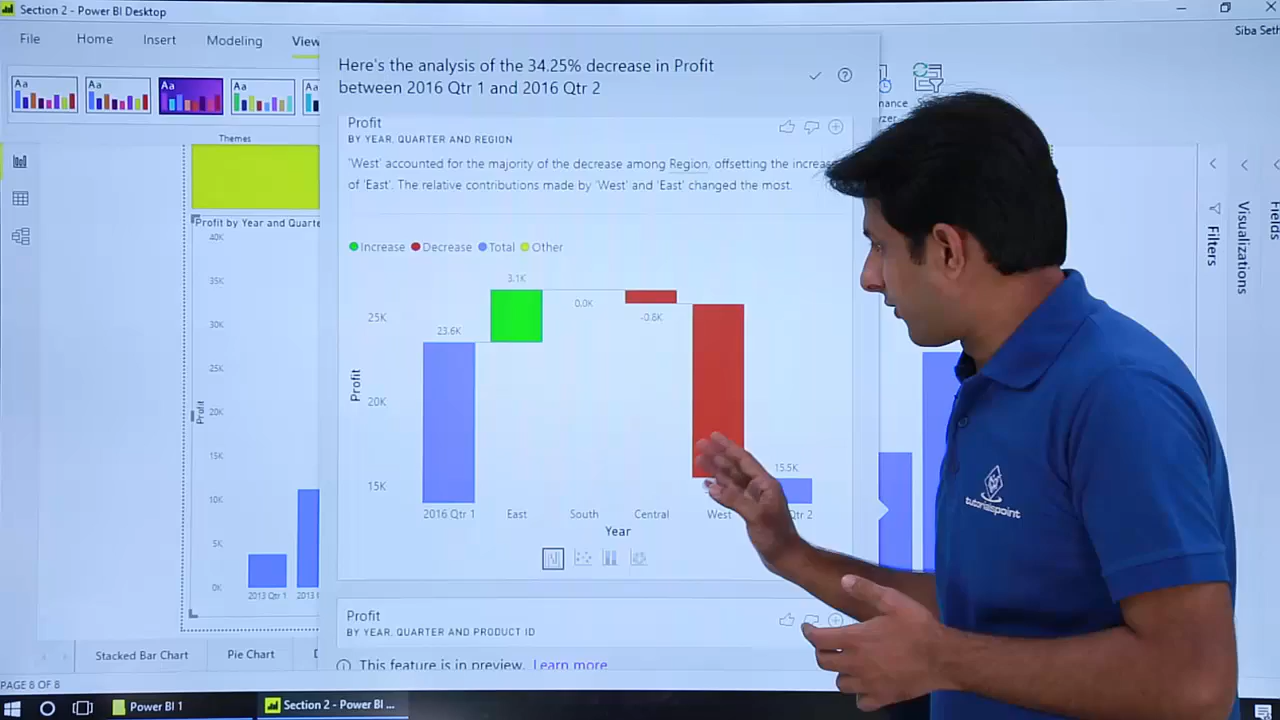 Section 2 - Power BI Desktop
Siba Seth
File Home Insert Modeling View
Aa Aa Aa Aa Aa
Themes
Here's the analysis of the 34.25% decrease in Profit
between 2016 Qtr 1 and 2016 Qtr 2
Profit
BY YEAR, QUARTER AND REGION
'West' accounted for the majority of the decrease among Region, offsetting the increase
of 'East'. The relative contributions made by 'West' and 'East' changed the most.
Increase Decrease Total Other
3.1K
0.0K
-0.8K
23.6K
15.5K
25K
20K
15K
Profit
2016 Qtr 1 East South Central West Qtr 2
Year
Profit
BY YEAR, QUARTER AND PRODUCT ID
This feature is in preview. Learn more
Profit by Year and Quarte
40K
35K
30K
25K
20K
15K
10K
5K
0K
Profit
2013 Qtr 1 2013
Filters
Visualizations
Fields
tutorialspoint
Stacked Bar Chart Pie Chart
PAGE 8 OF 8
Power BI 1 Section 2 - Power BI ...